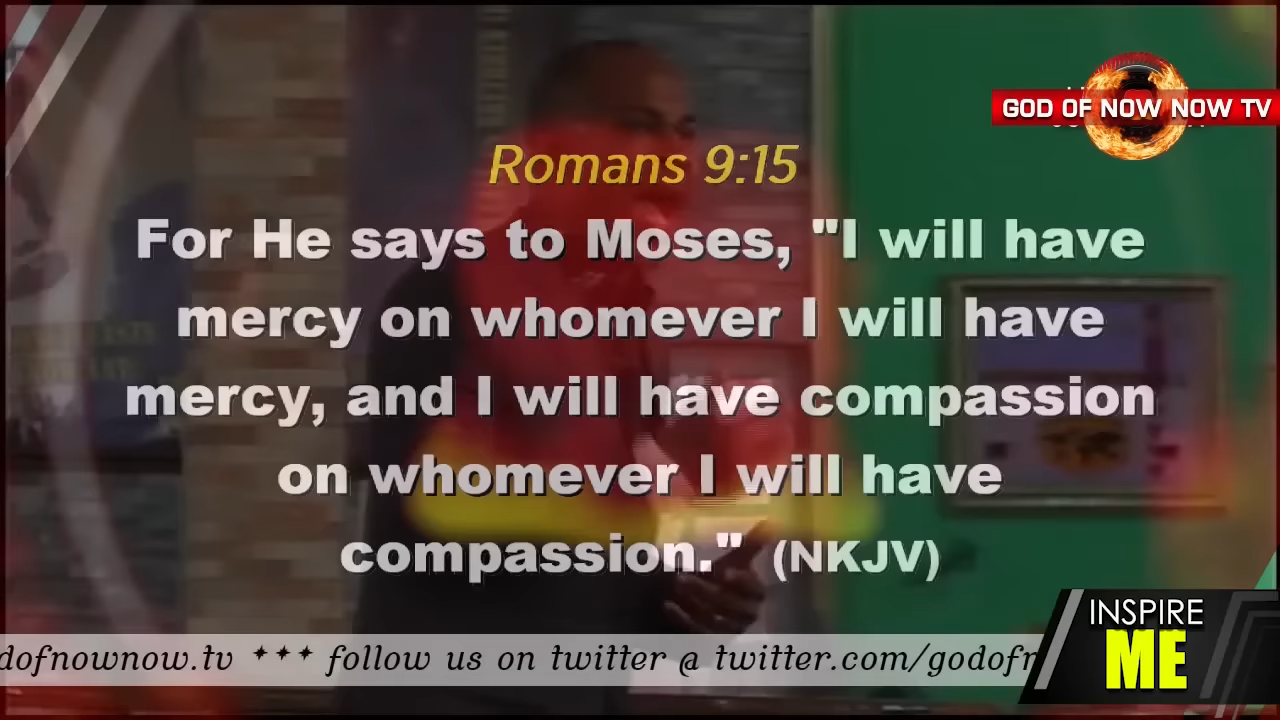 GOD OF NOW NOW TV
Romans 9:15
For He says to Moses, "I will have
mercy on whomever I will have
mercy, and I will have compassion
on whomever I will have
compassion." (NKJV)
INSPIRE
ME
dofnownow.tv *** follow us on twitter @ twitter.com/godofn